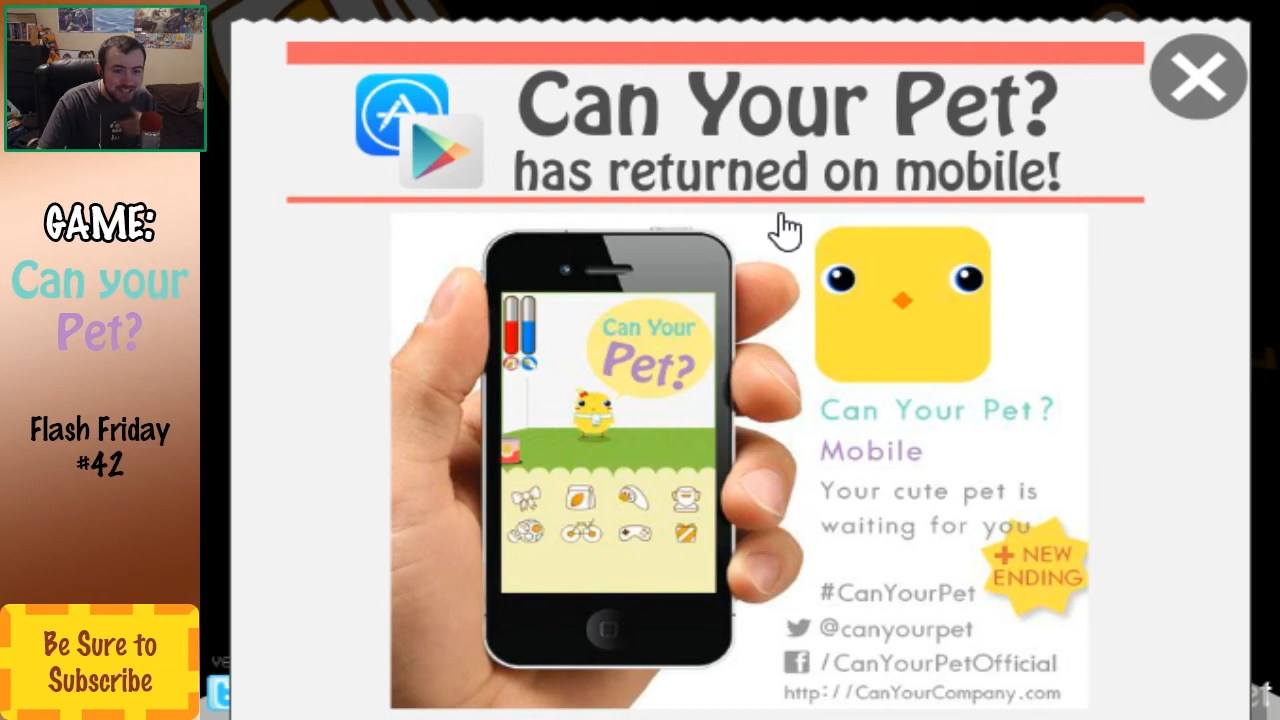 GAME:
Can your
Pet?
Flash Friday
#42
Be Sure to
Subscribe
Can Your Pet?
has returned on mobile!
Can Your
Pet?
Can Your Pet?
Mobile
Your cute pet is
waiting for you
+ NEW
ENDING
#CanYourPet
@canyourpet
/CanYourPetOfficial
http://CanYourCompany.com